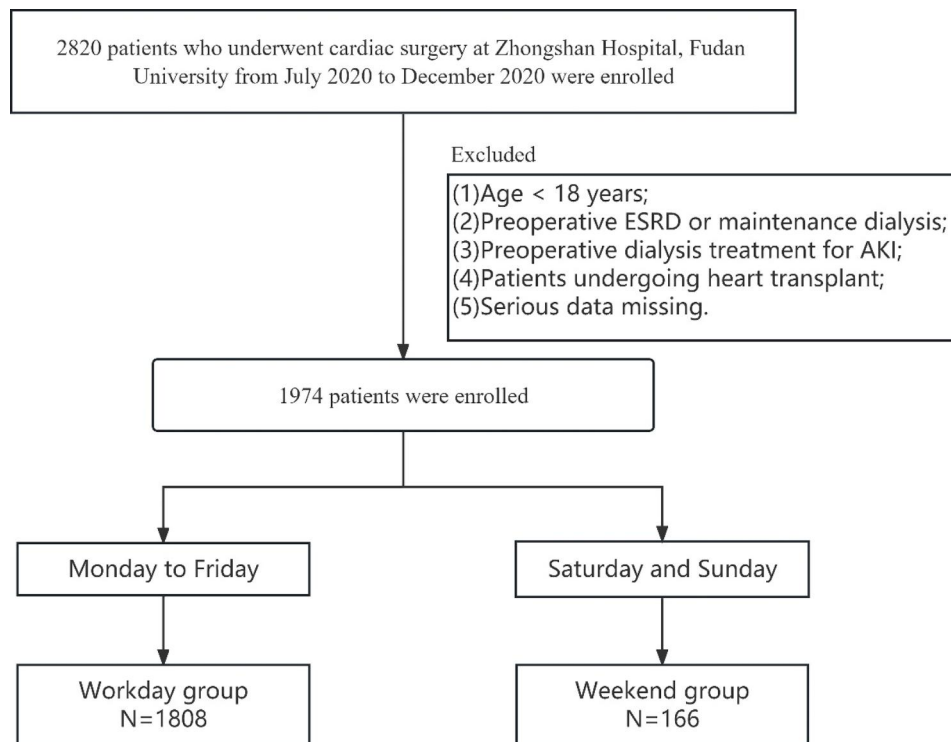 2820 patients who underwent cardiac surgery at Zhongshan Hospital, Fudan
University from July 2020 to December 2020 were enrolled
Excluded
(1)Age < 18 years;
(2)Preoperative ESRD or maintenance dialysis;
(3)Preoperative dialysis treatment for AKI;
(4)Patients undergoing heart transplant;
(5)Serious data missing.
1974 patients were enrolled
Monday to Friday
Saturday and Sunday
Workday group
N=1808
Weekend group
N=166